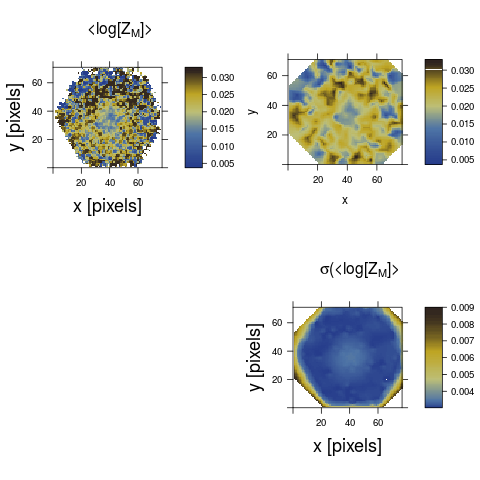 <log[Z_M]>
y [pixels]
60
40
20
20 40 60
x [pixels]
0.030
0.025
0.020
0.015
0.010
0.005
y
60
40
20
20 40 60
x
0.030
0.025
0.020
0.015
0.010
0.005
σ(<log[Z_M]>
y [pixels]
60
40
20
20 40 60
x [pixels]
0.009
0.008
0.007
0.006
0.005
0.004